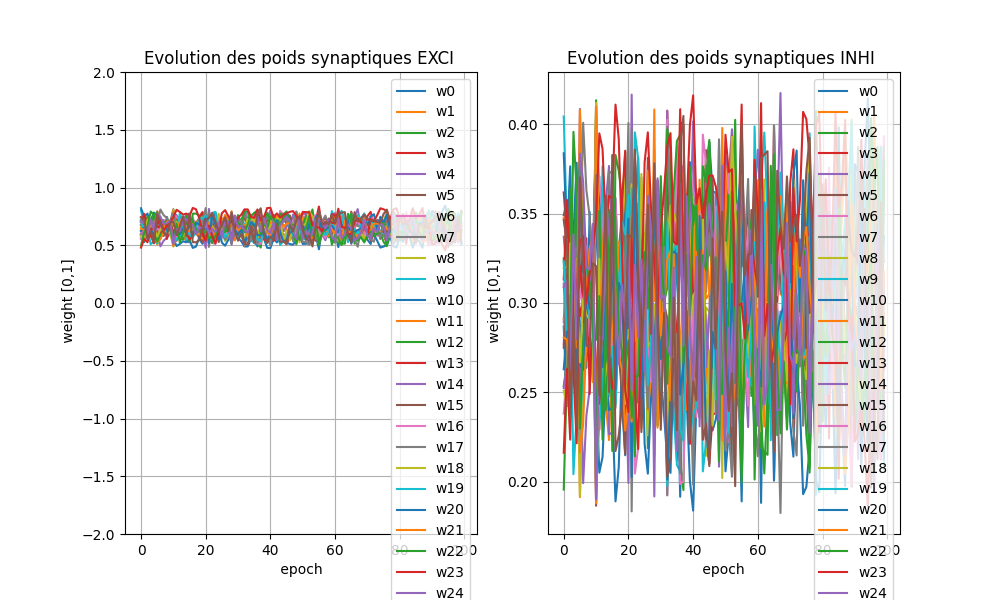 Evolution des poids synaptiques EXCI
2.0
1.5
1.0
0.5
0.0
−0.5
−1.0
−1.5
−2.0
weight [0,1]
0
20
40
60
80
100
epoch
w0
w1
w2
w3
w4
w5
w6
w7
w8
w9
w10
w11
w12
w13
w14
w15
w16
w17
w18
w19
w20
w21
w22
w23
w24
Evolution des poids synaptiques INHI
0.40
0.35
0.30
0.25
0.20
weight [0,1]
0
20
40
60
80
100
epoch
w0
w1
w2
w3
w4
w5
w6
w7
w8
w9
w10
w11
w12
w13
w14
w15
w16
w17
w18
w19
w20
w21
w22
w23
w24